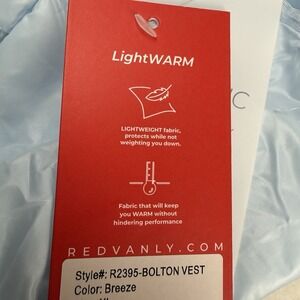 LightWARM
LIGHTWEIGHT fabric,
protects while not
weighting you down.
Fabric that will keep
you WARM without
hindering performance
REDVANLY.COM
Style#: R2395-BOLTON VEST
Color: Breeze